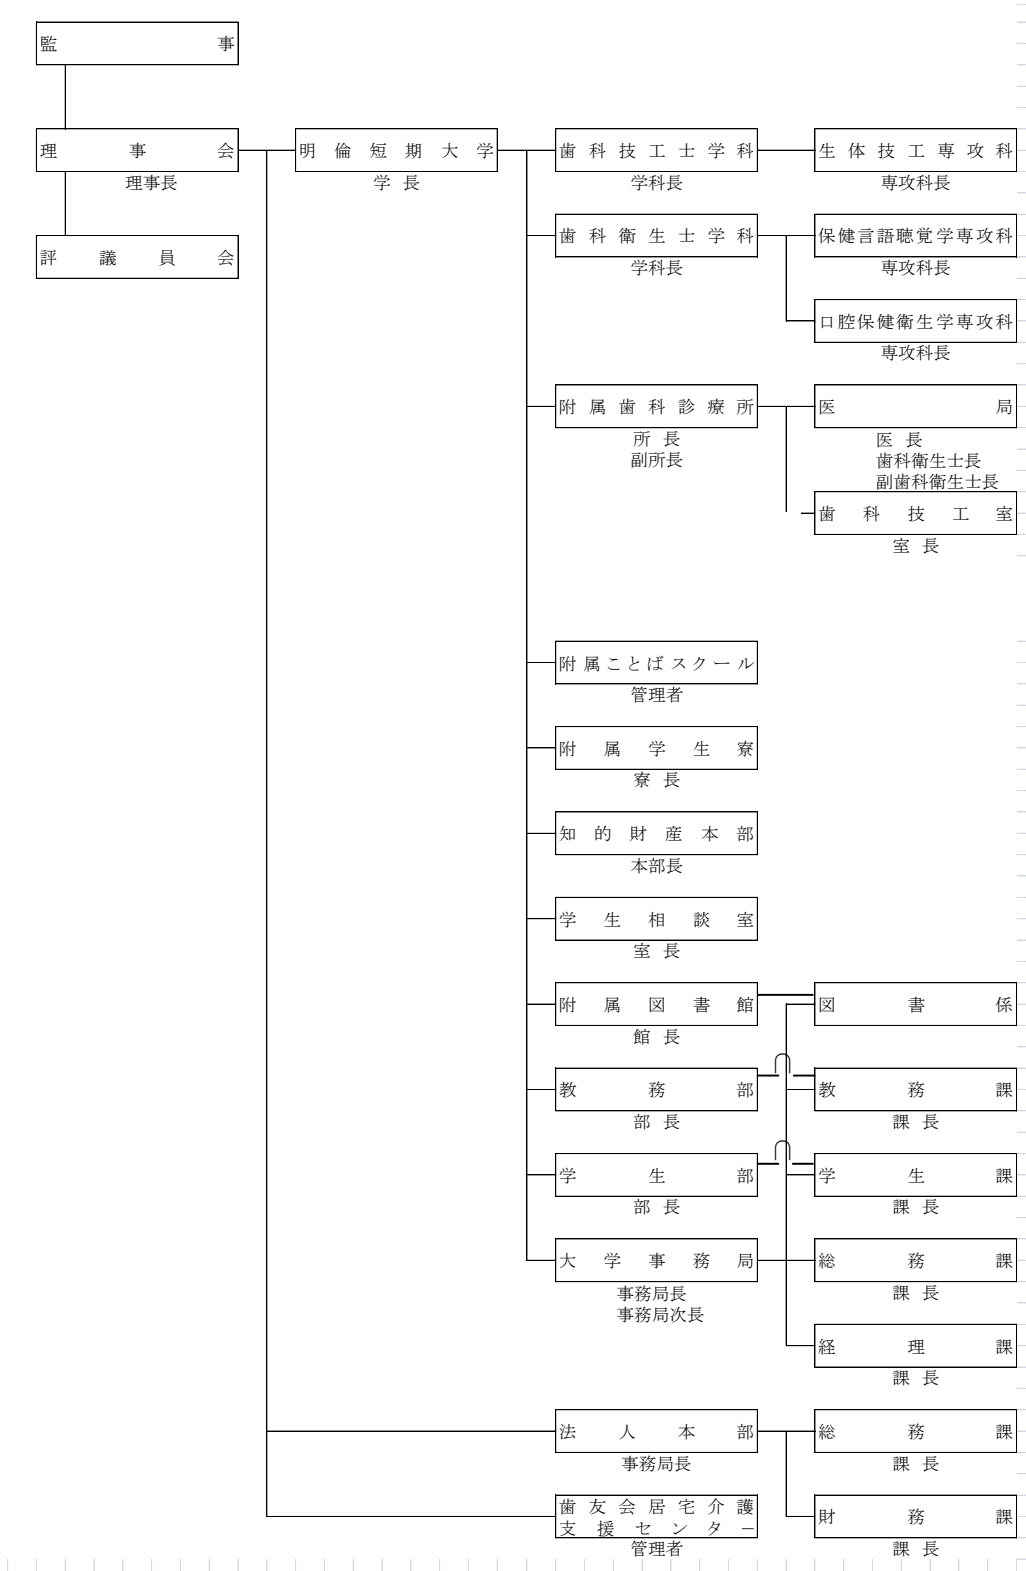 監事
理事会
理事長
評議員会
明倫短期大学
学長
歯科技工士学科
学科長
生体技工専攻科
専攻科長
歯科衛生士学科
学科長
保健言語聴覚学専攻科
専攻科長
口腔保健衛生学専攻科
専攻科長
附属歯科診療所
所長
副所長
医局
医長
歯科衛生士長
副歯科衛生士長
歯科技工室
室長
附属ことばスクール
管理者
附属学生寮
寮長
知的財産本部
本部長
学生相談室
室長
附属図書館
館長
図書係
教務部
部長
教務課
課長
学生部
部長
学生課
課長
大学事務局
事務局長
事務局次長
総務課
課長
経理課
課長
法人本部
事務局長
総務課
課長
歯友会居宅介護
支援センター
管理者
財務課
課長